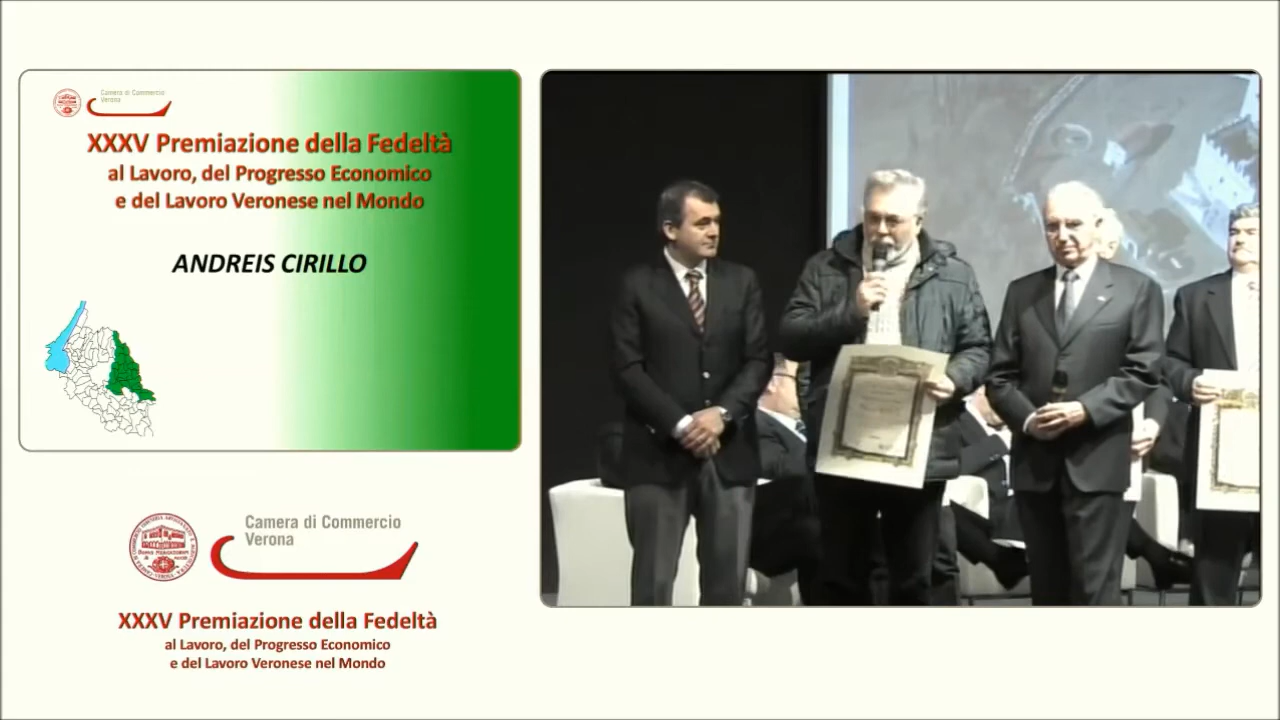 Camera di Commercio
Verona
XXXV Premiazione della Fedeltà
al Lavoro, del Progresso Economico
e del Lavoro Veronese nel Mondo
ANDREIS CIRILLO
Camera di Commercio
Verona
XXXV Premiazione della Fedeltà
al Lavoro, del Progresso Economico
e del Lavoro Veronese nel Mondo